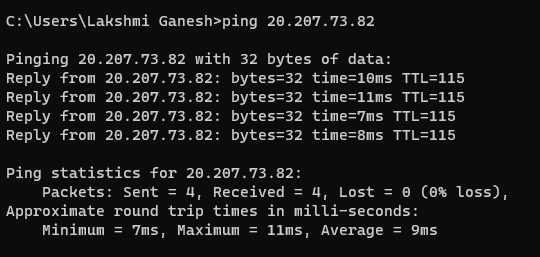 C:\Users\Lakshmi Ganesh>ping 20.207.73.82
Pinging 20.207.73.82 with 32 bytes of data:
Reply from 20.207.73.82: bytes=32 time=10ms TTL=115
Reply from 20.207.73.82: bytes=32 time=11ms TTL=115
Reply from 20.207.73.82: bytes=32 time=7ms TTL=115
Reply from 20.207.73.82: bytes=32 time=8ms TTL=115
Ping statistics for 20.207.73.82:
    Packets: Sent = 4, Received = 4, Lost = 0 (0% loss),
Approximate round trip times in milli-seconds:
    Minimum = 7ms, Maximum = 11ms, Average = 9ms